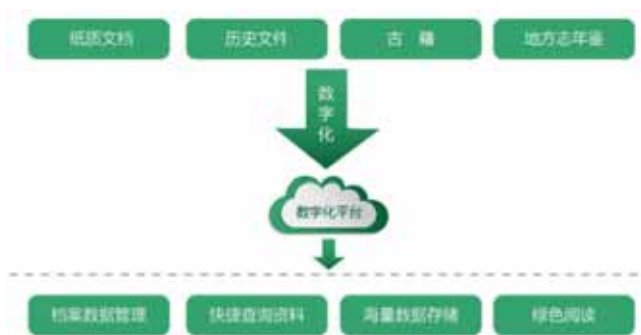 纸质文档 历史文件 古 籍 地方志年鉴
数
字
化
数字化平台
档案数据管理 快捷查询资料 海量数据存储 绿色阅读